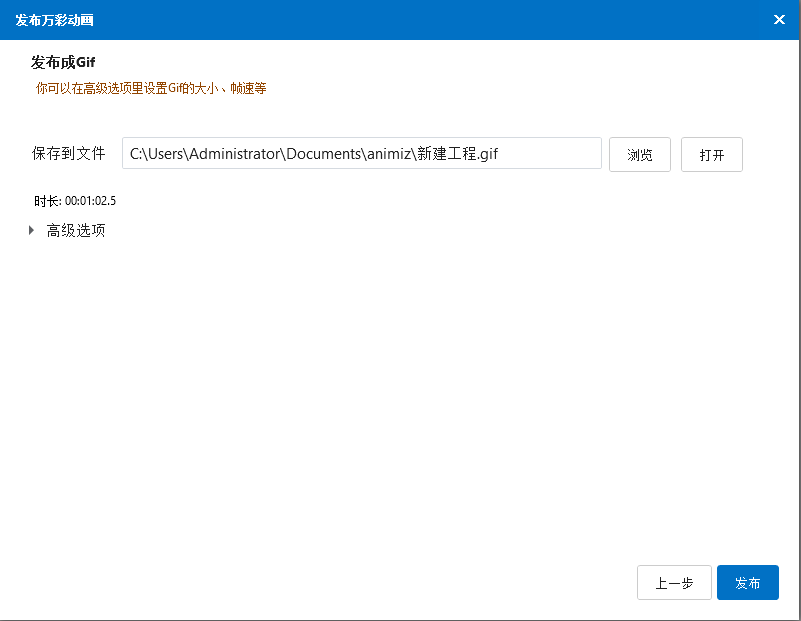 发布万彩动画
发布成Gif
你可以在高级选项里设置Gif的大小、帧速等
保存到文件 C:\Users\Administrator\Documents\animiz\新建工程.gif 浏览 打开
时长: 00:01:02.5
高级选项
上一步 发布